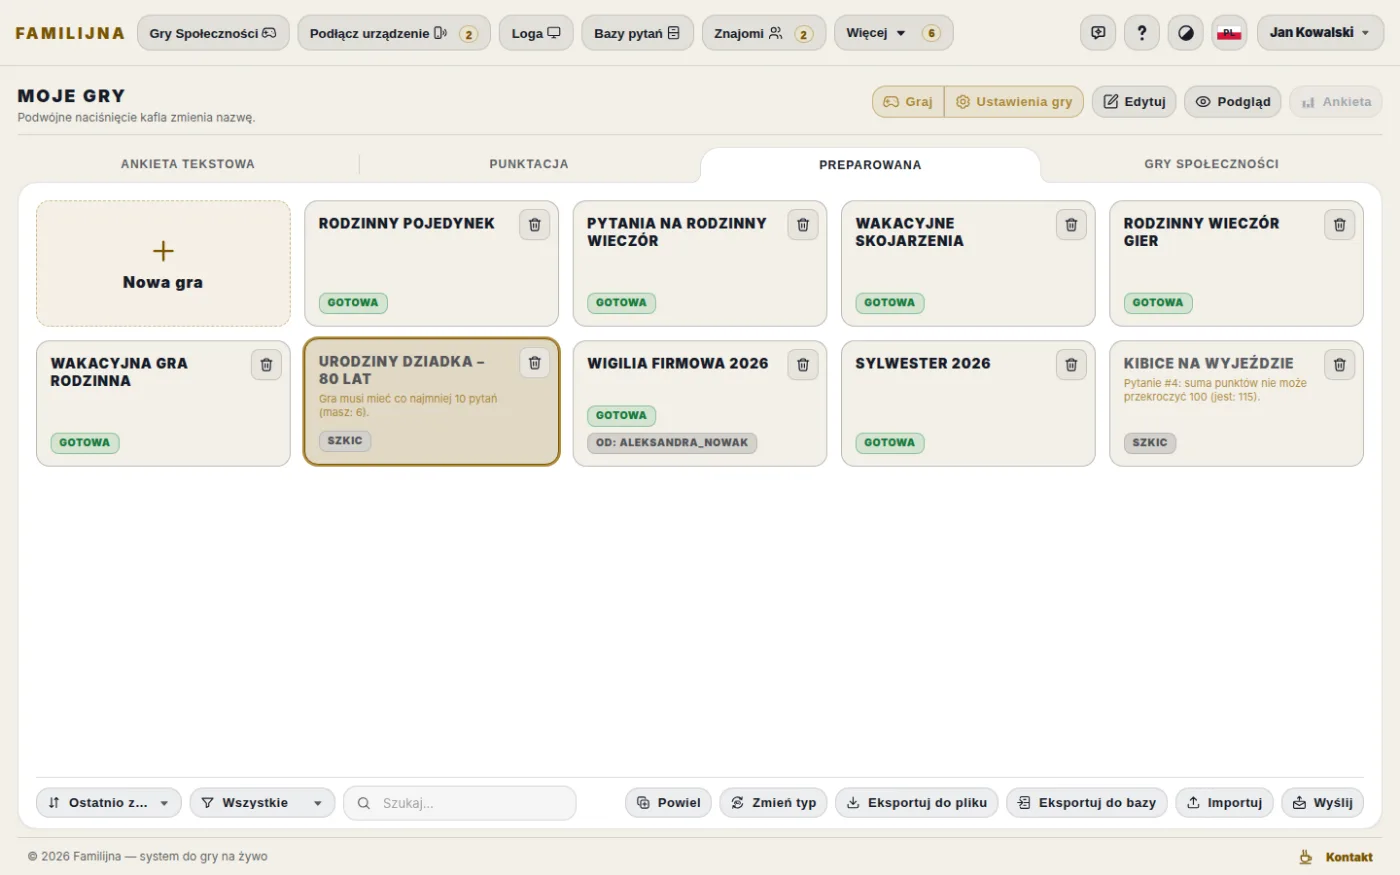 FAMILIJNA
Gry Społeczności
Podłącz urządzenie 2
Loga
Bazy pytań
Znajomi 2
Więcej 6
?
PL
Jan Kowalski
MOJE GRY
Podwójne naciśnięcie kafla zmienia nazwę.
Graj
Ustawienia gry
Edytuj
Podgląd
Ankieta
ANKIETA TEKSTOWA
PUNKTACJA
PREPAROWANA
GRY SPOŁECZNOŚCI
Nowa gra
RODZINNY POJEDYNEK
GOTOWA
PYTANIA NA RODZINNY
WIECZÓR
GOTOWA
WAKACYJNE
SKOJARZENIA
GOTOWA
RODZINNY WIECZÓR
GIER
GOTOWA
WAKACYJNA GRA
RODZINNA
GOTOWA
URODZINY DZIADKA –
80 LAT
Gra musi mieć co najmniej 10 pytań
(masz: 6).
SZKIC
WIGILIA FIRMOWA 2026
GOTOWA
OD: ALEKSANDRA_NOWAK
SYLWESTER 2026
GOTOWA
KIBICE NA WYJEŹDZIE
Pytanie #4: suma punktów nie może
przekroczyć 100 (jest: 115).
SZKIC
Ostatnio z...
Wszystkie
Szukaj...
Powiel
Zmień typ
Eksportuj do pliku
Eksportuj do bazy
Importuj
Wyślij
© 2026 Familijna — system do gry na żywo
Kontakt